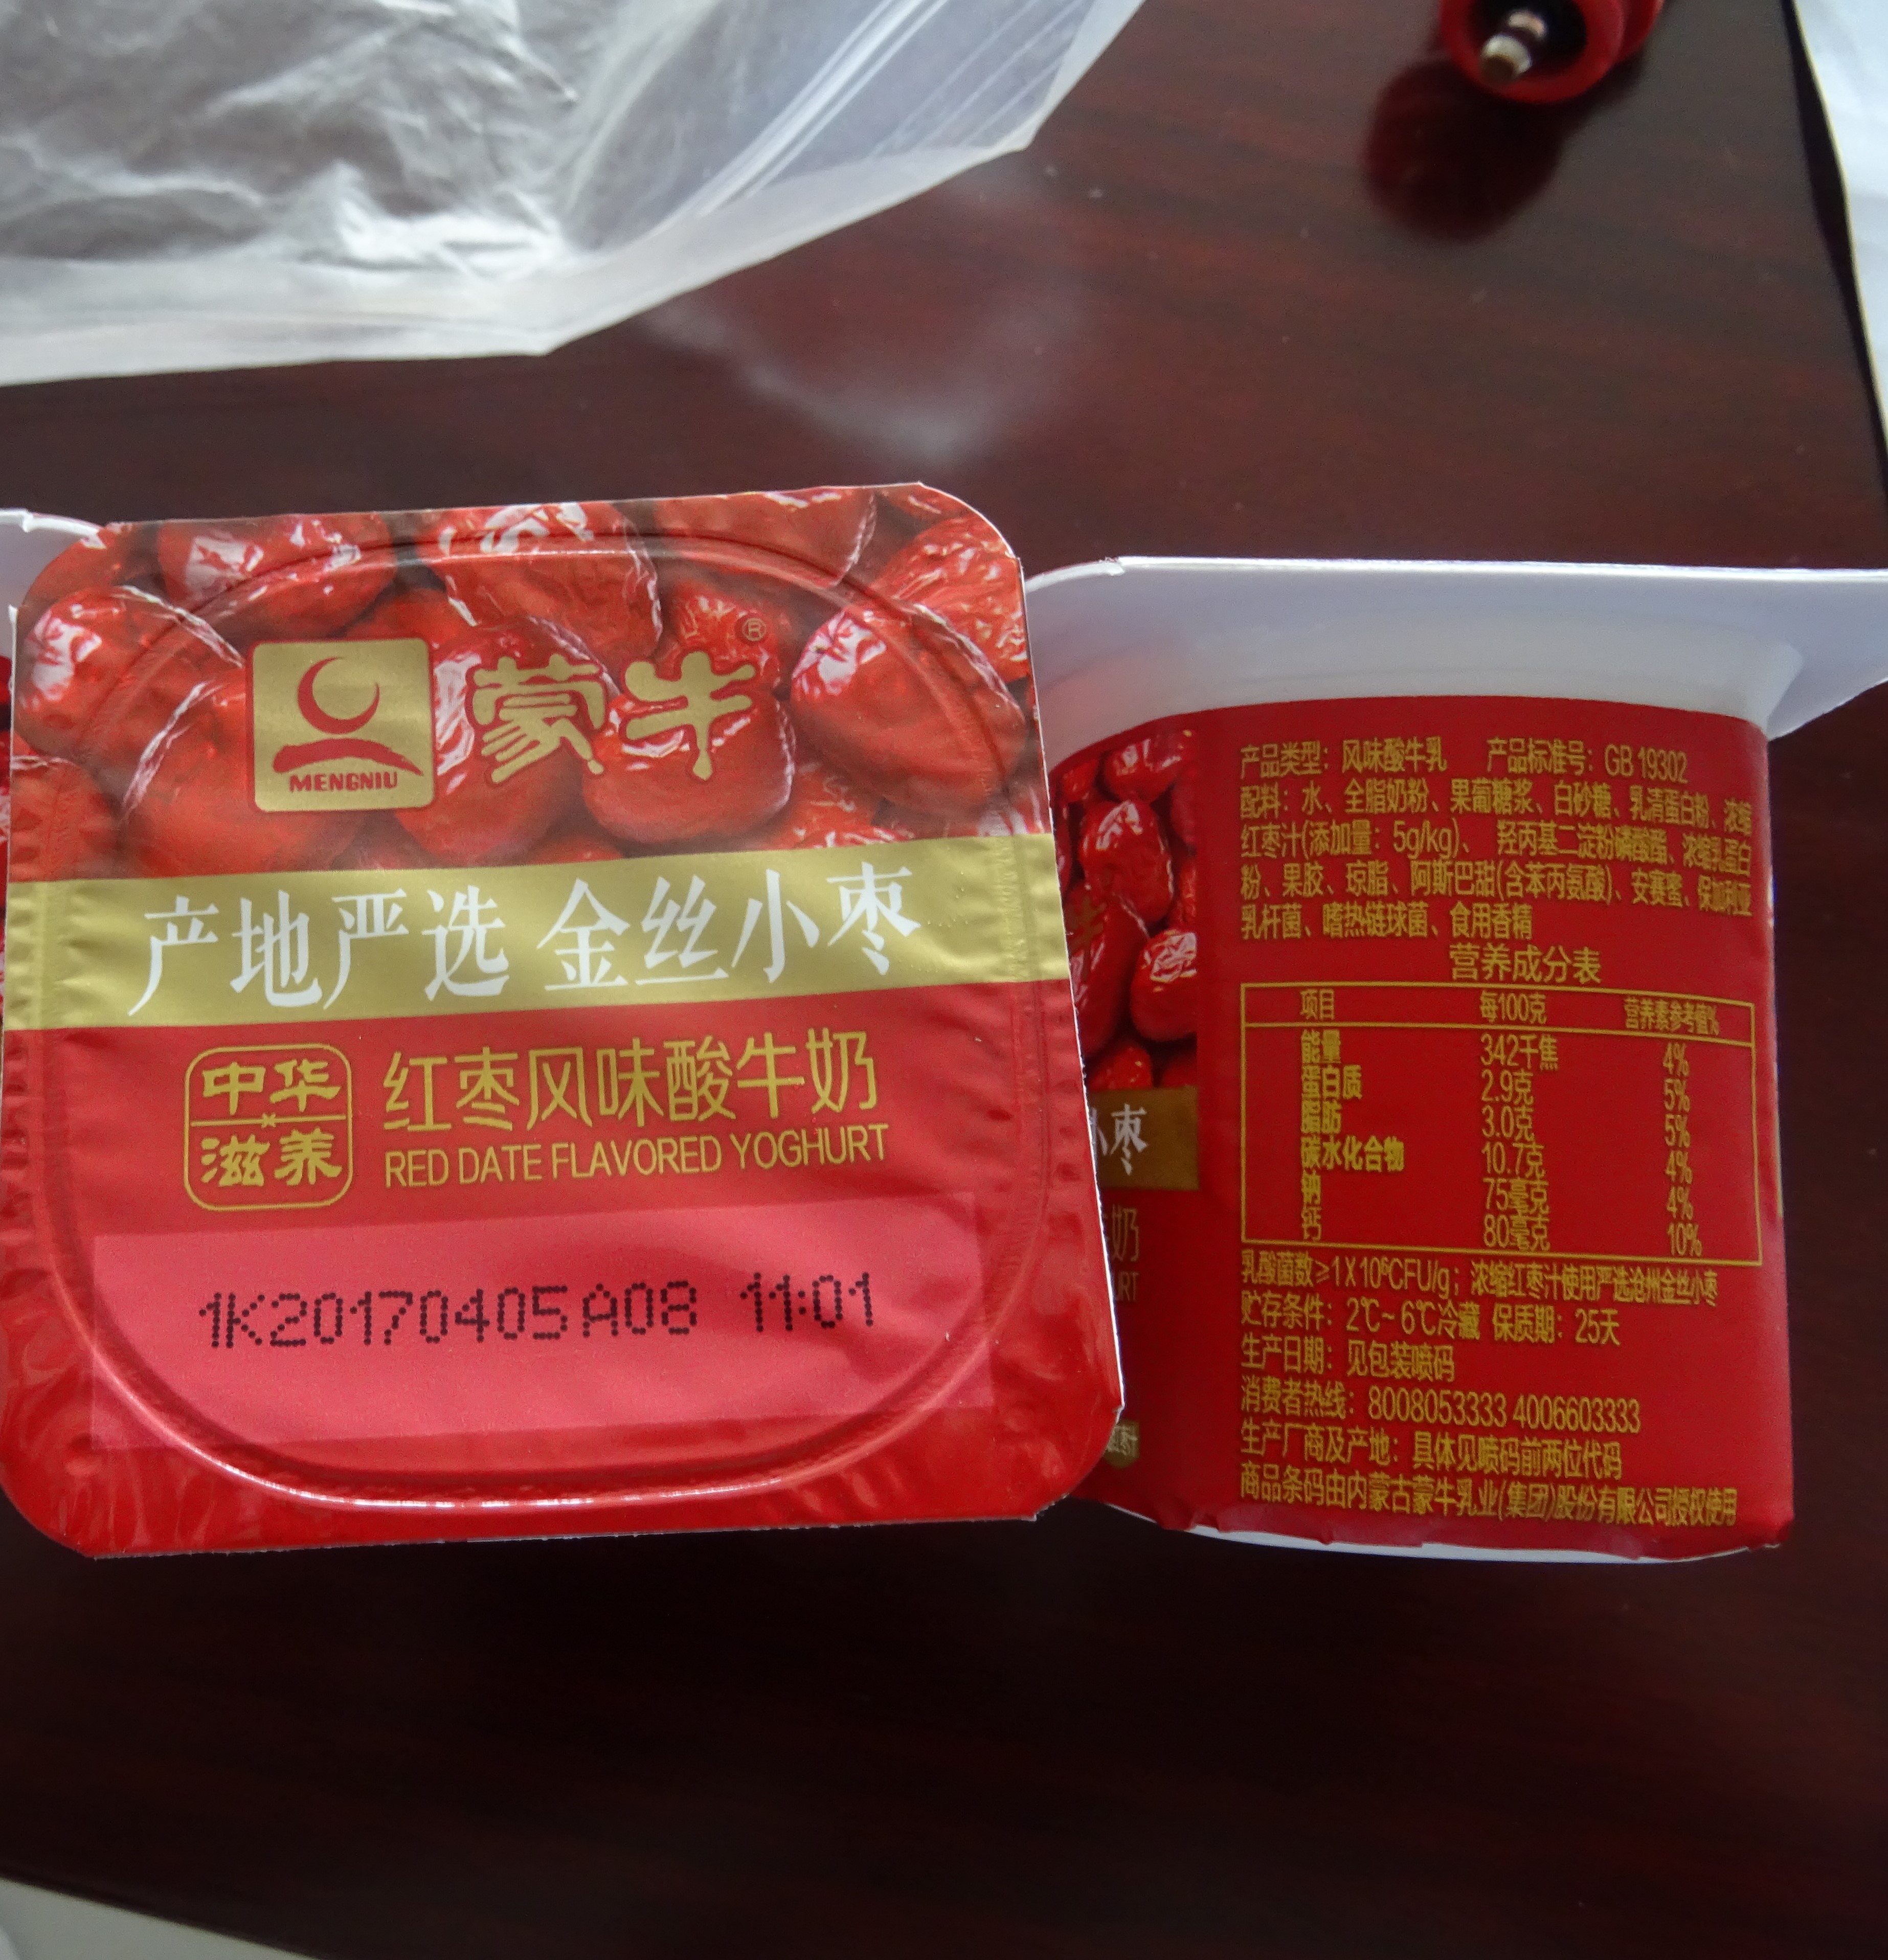 MENGNIU
蒙牛®
产地严选 金丝小枣
中华
滋养
红枣风味酸牛奶
RED DATE FLAVORED YOGHURT
1K20170405A08 11:01
小枣
奶
产品类型：风味酸牛乳 产品标准号：GB 19302
配料：水、全脂奶粉、果葡糖浆、白砂糖、乳清蛋白粉、浓缩
红枣汁(添加量：5g/kg)、羟丙基二淀粉磷酸酯、浓缩乳蛋白
粉、果胶、琼脂、阿斯巴甜(含苯丙氨酸)、安赛蜜、保加利亚
乳杆菌、嗜热链球菌、食用香精
营养成分表
项目 每100克 营养素参考值%
能量 342千焦 4%
蛋白质 2.9克 5%
脂肪 3.0克 5%
碳水化合物 10.7克 4%
钠 75毫克 4%
钙 80毫克 10%
乳酸菌数≥1X10⁶CFU/g；浓缩红枣汁使用严选沧州金丝小枣
贮存条件：2℃~6℃冷藏 保质期：25天
生产日期：见包装喷码
消费者热线：8008053333 4006603333
生产厂商及产地：具体见喷码前两位代码
商品条码由内蒙古蒙牛乳业(集团)股份有限公司授权使用